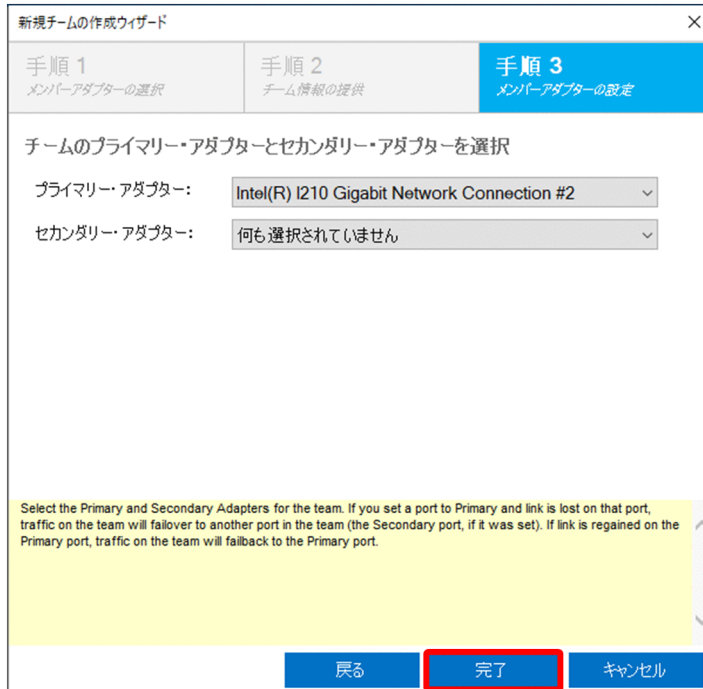 新規チームの作成ウィザード
手順 1
メンバーアダプターの選択
手順 2
チーム情報の提供
手順 3
メンバーアダプターの設定
チームのプライマリー・アダプターとセカンダリー・アダプターを選択
プライマリー・アダプター:
Intel(R) I210 Gigabit Network Connection #2
セカンダリー・アダプター:
何も選択されていません
Select the Primary and Secondary Adapters for the team. If you set a port to Primary and link is lost on that port,
traffic on the team will failover to another port in the team (the Secondary port, if it was set). If link is regained on the
Primary port, traffic on the team will failback to the Primary port.
戻る
完了
キャンセル